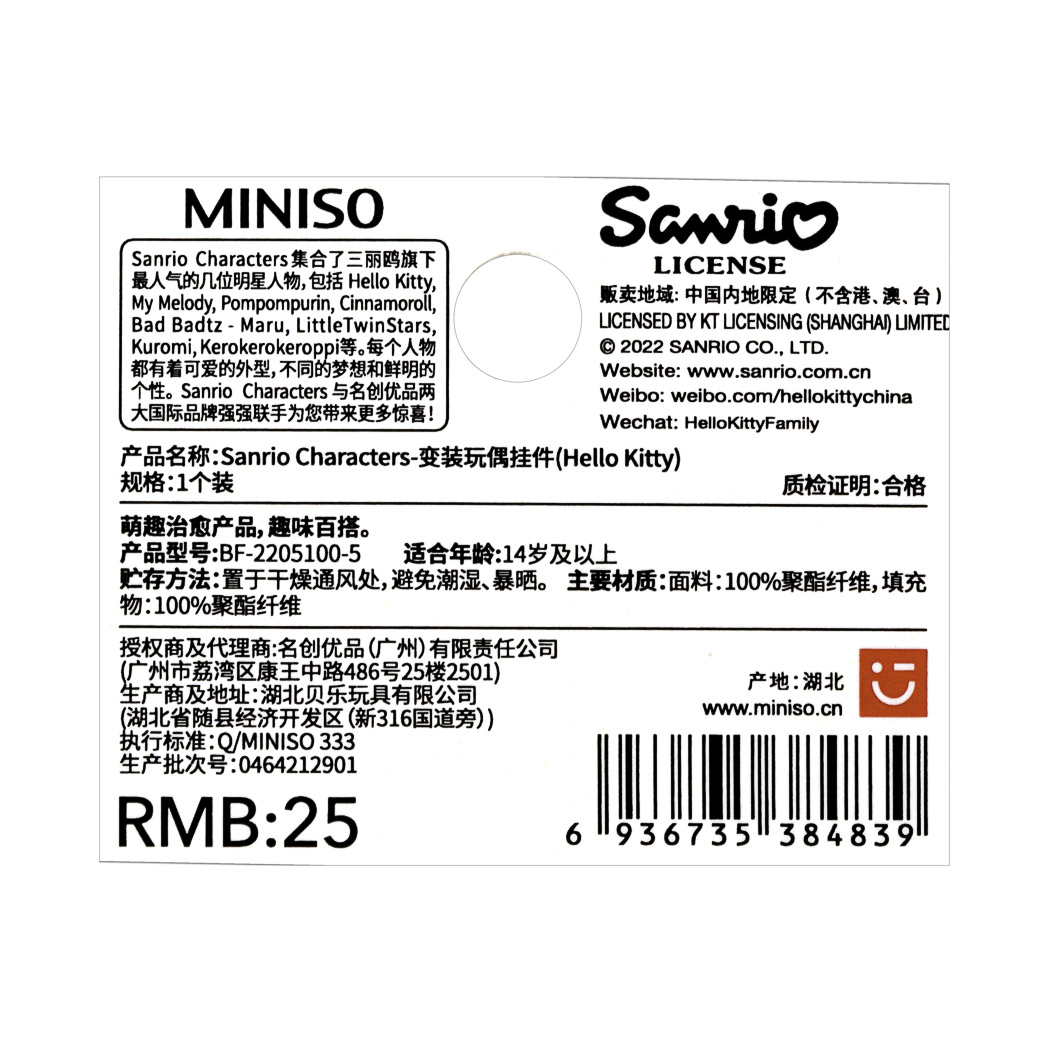 MINISO
Sanrio Characters集合了三丽鸥旗下
最人气的几位明星人物,包括 Hello Kitty,
My Melody, Pompompurin, Cinnamoroll,
Bad Badtz - Maru, LittleTwinStars,
Kuromi, Kerokerokeroppi等。每个人物
都有着可爱的外型,不同的梦想和鲜明的
个性。Sanrio Characters 与名创优品两
大国际品牌强强联手为您带来更多惊喜!
Sanrio
LICENSE
贩卖地域: 中国内地限定 (不含港、澳、台)
LICENSED BY KT LICENSING (SHANGHAI) LIMITED
© 2022 SANRIO CO., LTD.
Website: www.sanrio.com.cn
Weibo: weibo.com/hellokittychina
Wechat: HelloKittyFamily
产品名称:Sanrio Characters-变装玩偶挂件(Hello Kitty)
规格:1个装
质检证明:合格
萌趣治愈产品,趣味百搭。
产品型号:BF-2205100-5 适合年龄:14岁及以上
贮存方法:置于干燥通风处,避免潮湿、暴晒。 主要材质:面料:100%聚酯纤维,填充
物:100%聚酯纤维
授权商及代理商:名创优品(广州)有限责任公司
(广州市荔湾区康王中路486号25楼2501)
生产商及地址:湖北贝乐玩具有限公司
(湖北省随县经济开发区(新316国道旁))
执行标准:Q/MINISO 333
生产批次号:0464212901
RMB:25
产地:湖北
www.miniso.cn
6 936735 384839